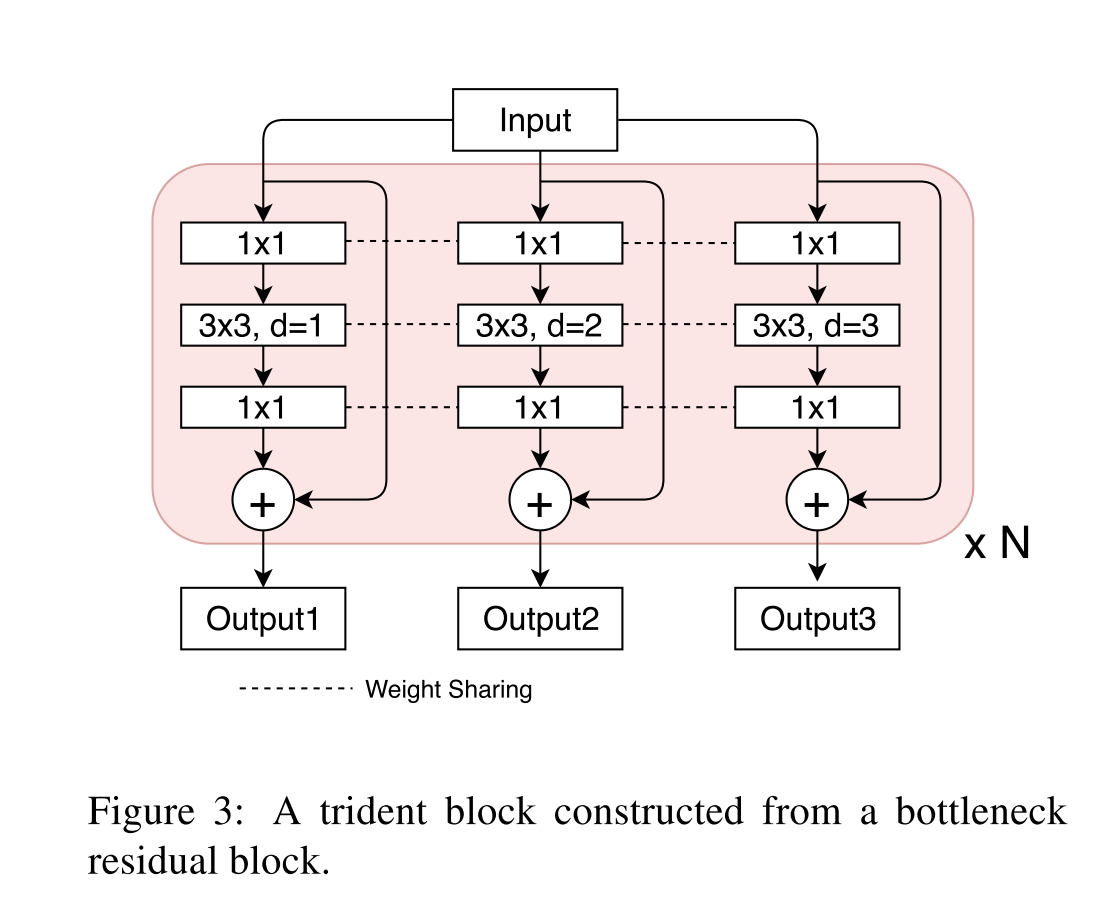 Input
1x1 1x1 1x1
3x3, d=1 3x3, d=2 3x3, d=3
1x1 1x1 1x1
+ + +
x N
Output1 Output2 Output3
Weight Sharing
Figure 3: A trident block constructed from a bottleneck
residual block.